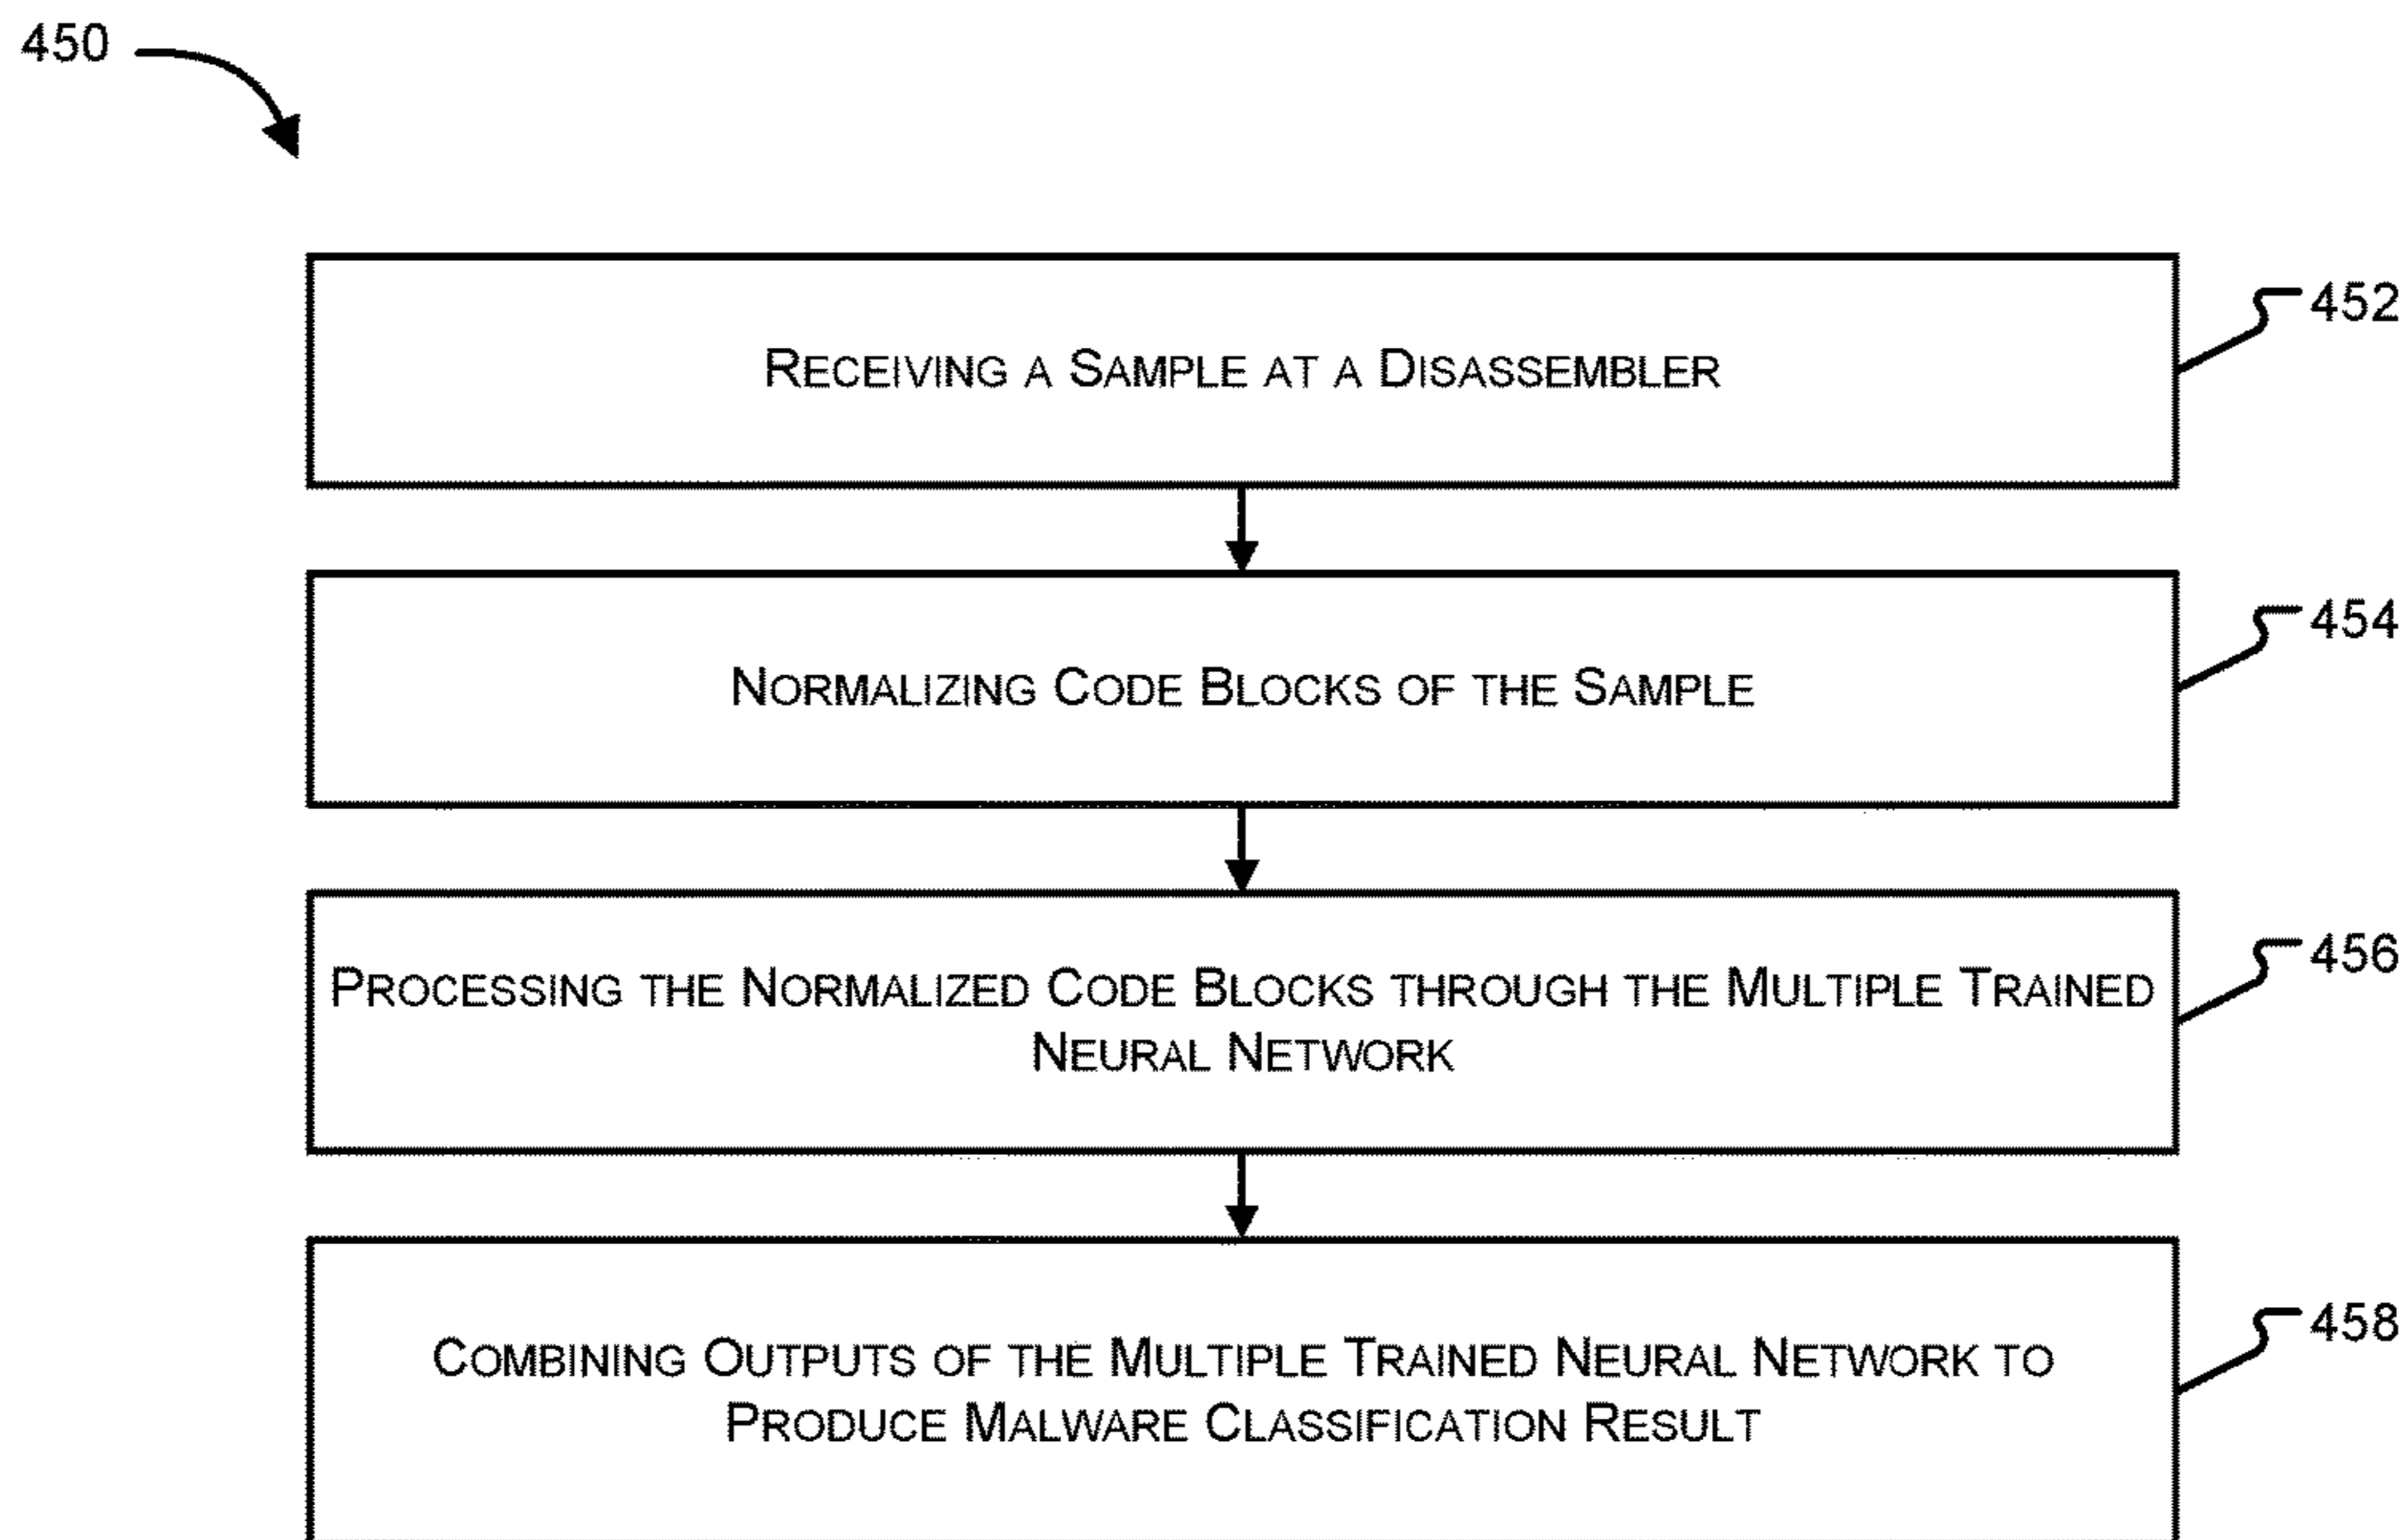 450
RECEIVING A SAMPLE AT A DISASSEMBLER
452
NORMALIZING CODE BLOCKS OF THE SAMPLE
454
PROCESSING THE NORMALIZED CODE BLOCKS THROUGH THE MULTIPLE TRAINED
NEURAL NETWORK
456
COMBINING OUTPUTS OF THE MULTIPLE TRAINED NEURAL NETWORK TO
PRODUCE MALWARE CLASSIFICATION RESULT
458